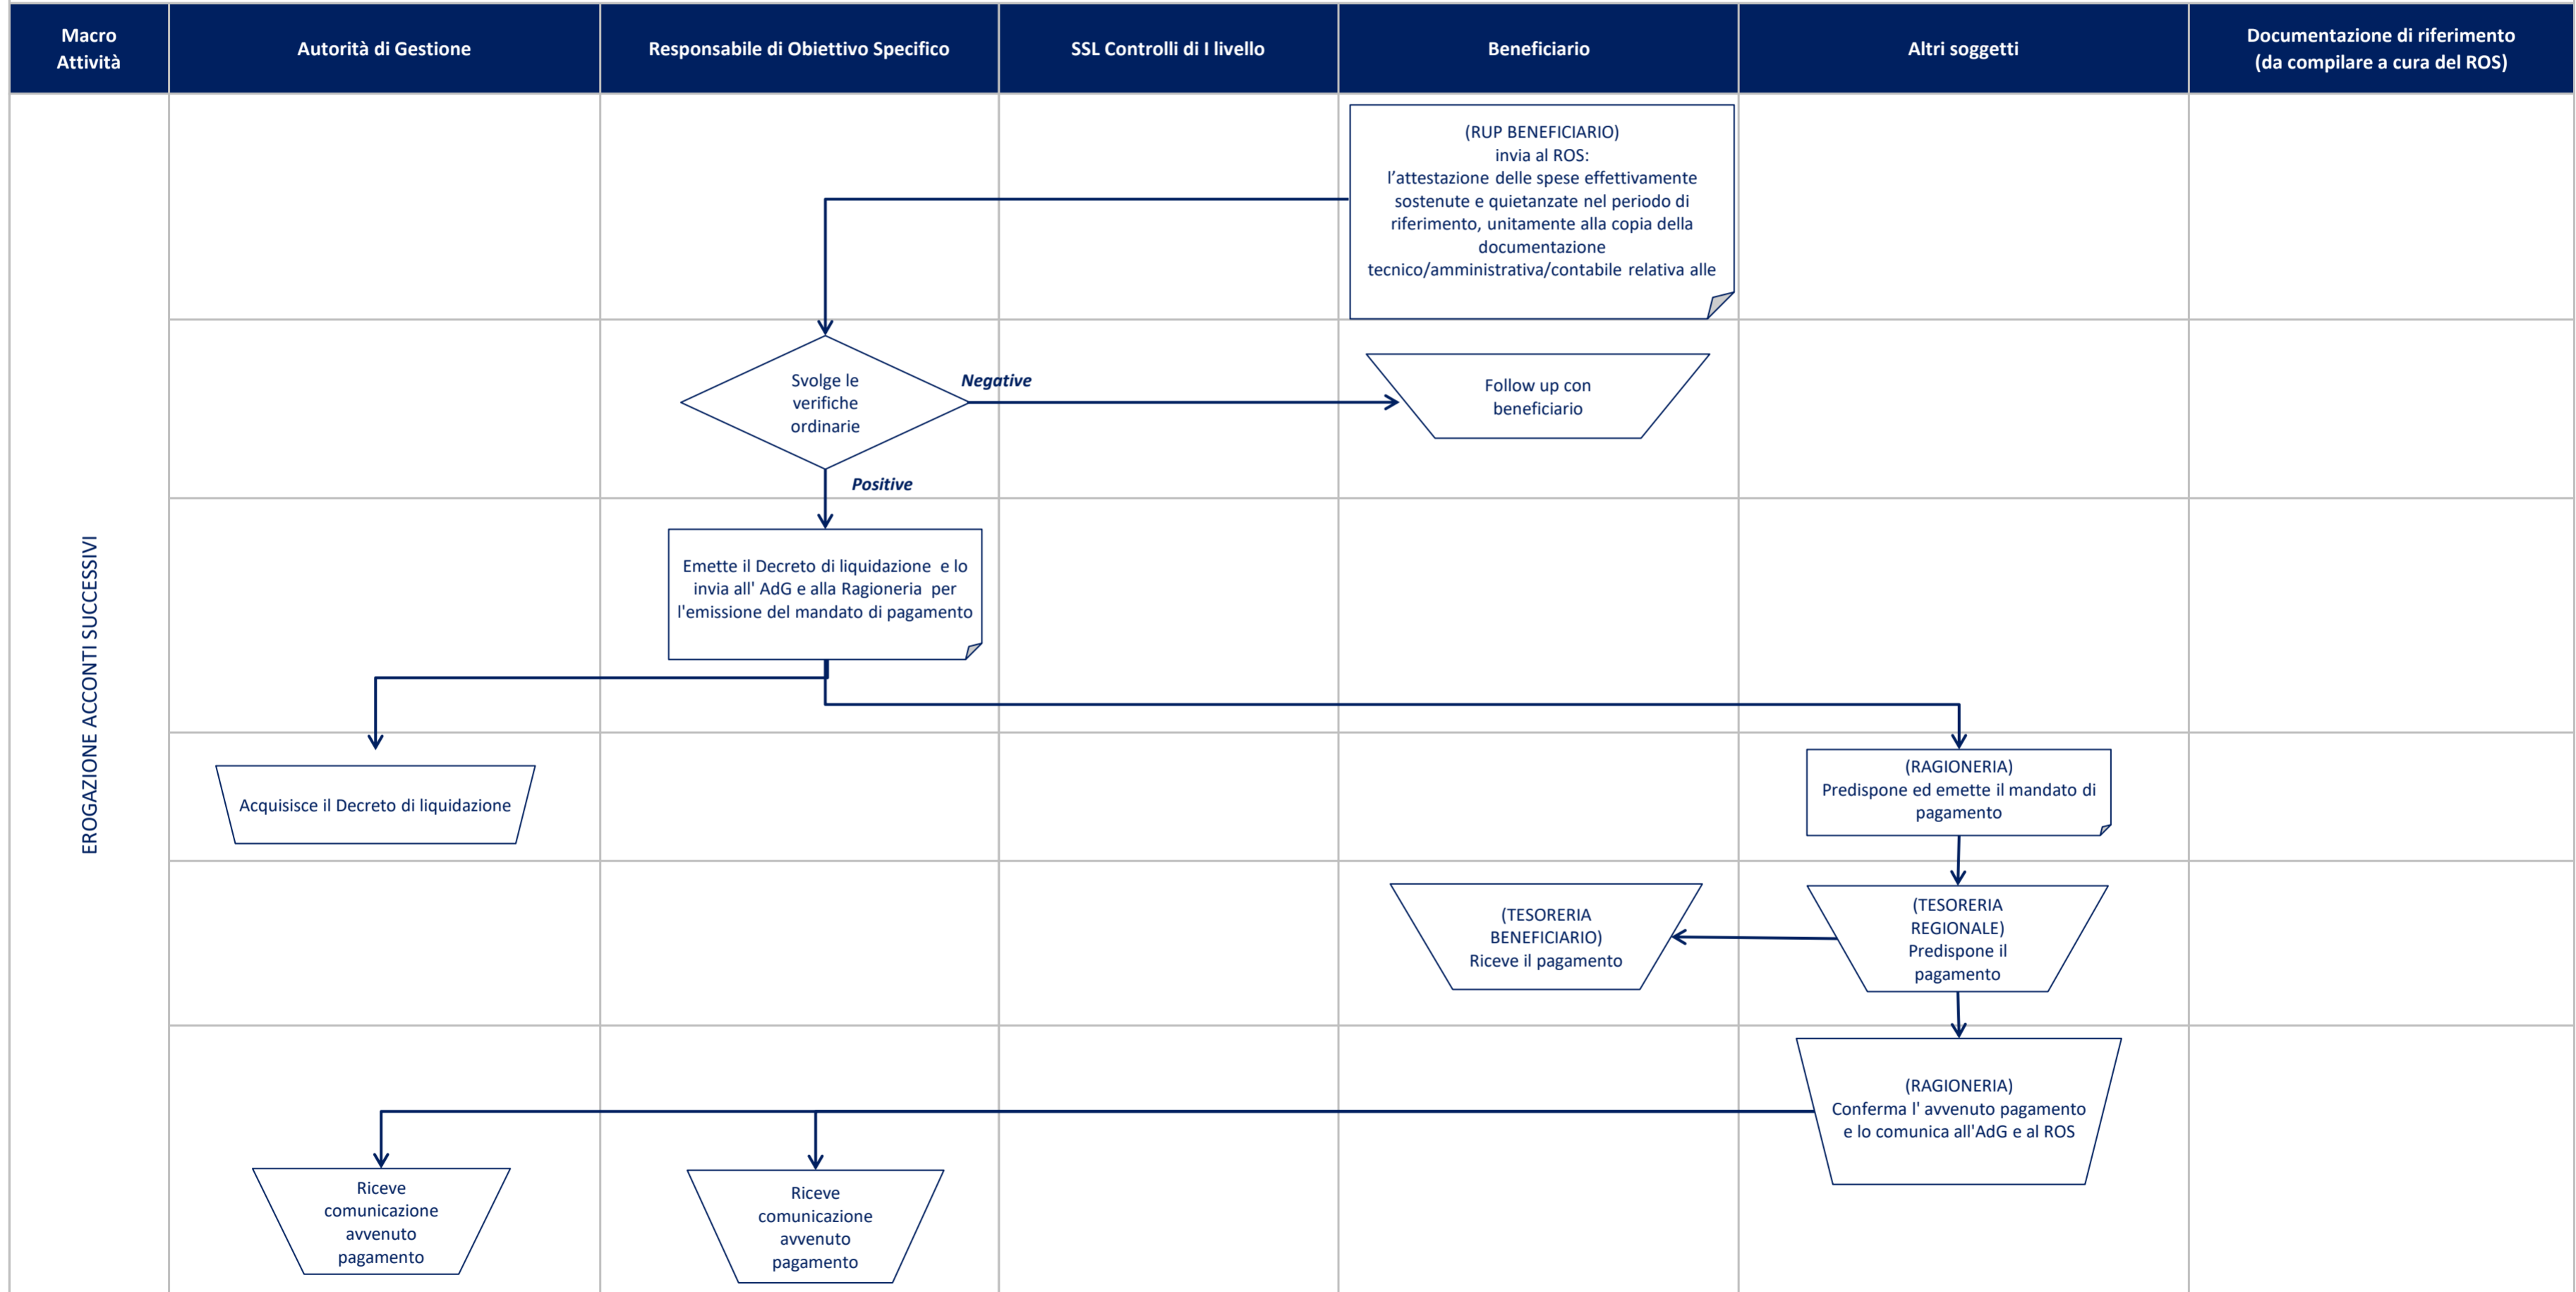 Macro
Attività
Autorità di Gestione
Responsabile di Obiettivo Specifico
SSL Controlli di I livello
Beneficiario
Altri soggetti
Documentazione di riferimento
(da compilare a cura del ROS)
EROGAZIONE ACCONTI SUCCESSIVI
(RUP BENEFICIARIO)
invia al ROS:
l’attestazione delle spese effettivamente
sostenute e quietanzate nel periodo di
riferimento, unitamente alla copia della
documentazione
tecnico/amministrativa/contabile relativa alle
Svolge le
verifiche
ordinarie
Negative
Follow up con
beneficiario
Positive
Emette il Decreto di liquidazione e lo
invia all' AdG e alla Ragioneria per
l'emissione del mandato di pagamento
Acquisisce il Decreto di liquidazione
(RAGIONERIA)
Predispone ed emette il mandato di
pagamento
(TESORERIA
BENEFICIARIO)
Riceve il pagamento
(TESORERIA
REGIONALE)
Predispone il
pagamento
(RAGIONERIA)
Conferma l' avvenuto pagamento
e lo comunica all'AdG e al ROS
Riceve
comunicazione
avvenuto
pagamento
Riceve
comunicazione
avvenuto
pagamento